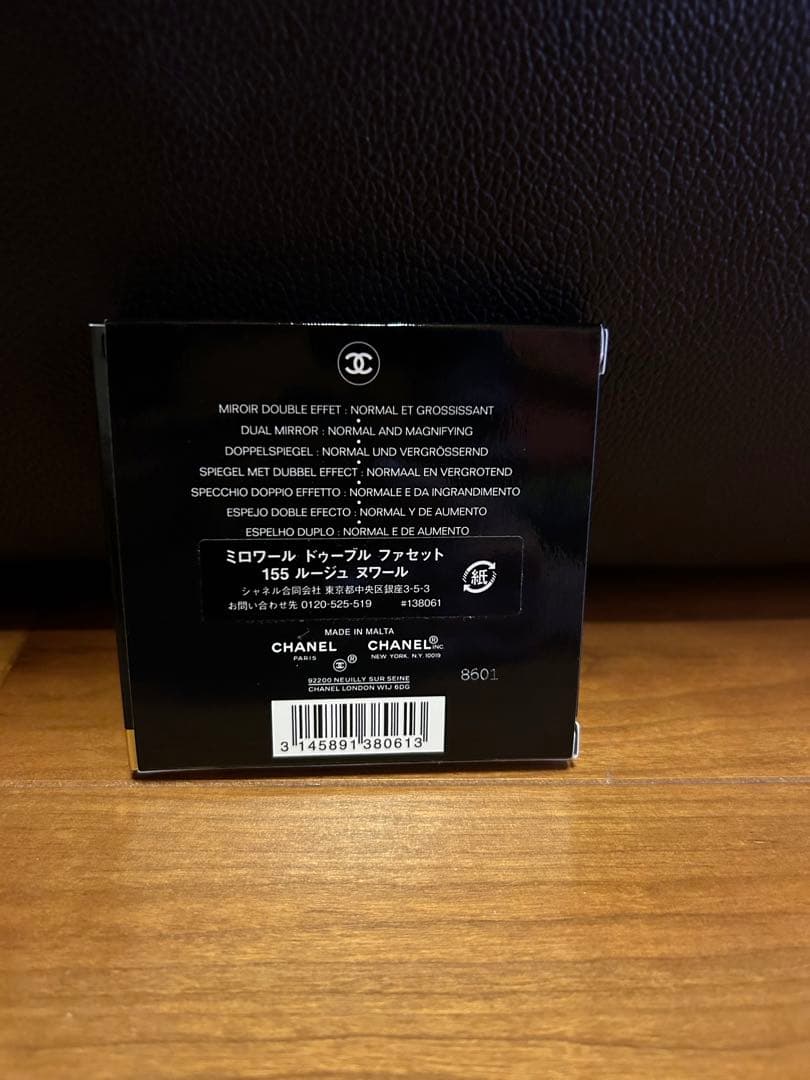 MIROIR DOUBLE EFFET : NORMAL ET GROSSISSANT
DUAL MIRROR : NORMAL AND MAGNIFYING
DOPPELSPIEGEL : NORMAL UND VERGRÖSSERND
SPIEGEL MET DUBBEL EFFECT : NORMAAL EN VERGROTEND
SPECCHIO DOPPIO EFFETTO : NORMALE E DA INGRANDIMENTO
ESPEJO DOBLE EFECTO : NORMAL Y DE AUMENTO
ESPELHO DUPLO : NORMAL E DE AUMENTO
ミロワール ドゥーブル ファセット
155 ルージュ ヌワール
シャネル合同会社 東京都中央区銀座3-5-3
お問い合わせ先 0120-525-519 #138061
紙
MADE IN MALTA
CHANEL CHANEL® INC
PARIS ® NEW YORK, N.Y. 10019
92200 NEUILLY SUR SEINE
CHANEL LONDON W1J 6DG
8601
3 145891 380613